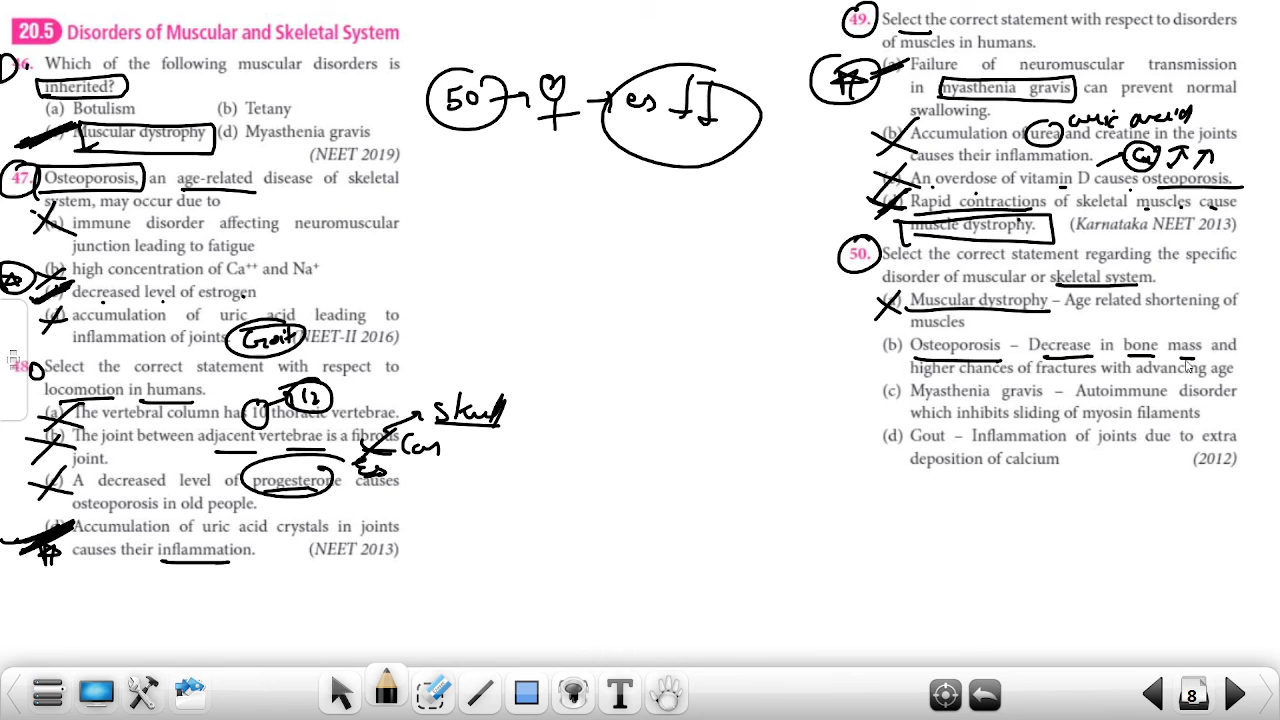 20.5 Disorders of Muscular and Skeletal System
46. Which of the following muscular disorders is
inherited?
(a) Botulism (b) Tetany
Muscular dystrophy (d) Myasthenia gravis
(NEET 2019)
47. Osteoporosis, an age-related disease of skeletal
system, may occur due to
(a) immune disorder affecting neuromuscular
junction leading to fatigue
(b) high concentration of Ca⁺⁺ and Na⁺
decreased level of estrogen
(d) accumulation of uric acid leading to
inflammation of joints. (NEET-II 2016)
Gout
48. Select the correct statement with respect to
locomotion in humans.
12
(a) The vertebral column has 10 thoracic vertebrae.
skull
(b) The joint between adjacent vertebrae is a fibrous
joint.
Car
(c) A decreased level of progesterone causes
es
osteoporosis in old people.
(d) Accumulation of uric acid crystals in joints
causes their inflammation. (NEET 2013)
50 → ♀ → es ↓↓
49. Select the correct statement with respect to disorders
of muscles in humans.
(a) Failure of neuromuscular transmission
in myasthenia gravis can prevent normal
swallowing.
uric acid
(b) Accumulation of urea and creatine in the joints
causes their inflammation.
Ca ↑↑
(c) An overdose of vitamin D causes osteoporosis.
(d) Rapid contractions of skeletal muscles cause
muscle dystrophy. (Karnataka NEET 2013)
50. Select the correct statement regarding the specific
disorder of muscular or skeletal system.
(a) Muscular dystrophy – Age related shortening of
muscles
(b) Osteoporosis – Decrease in bone mass and
higher chances of fractures with advancing age
(c) Myasthenia gravis – Autoimmune disorder
which inhibits sliding of myosin filaments
(d) Gout – Inflammation of joints due to extra
deposition of calcium (2012)
T
8